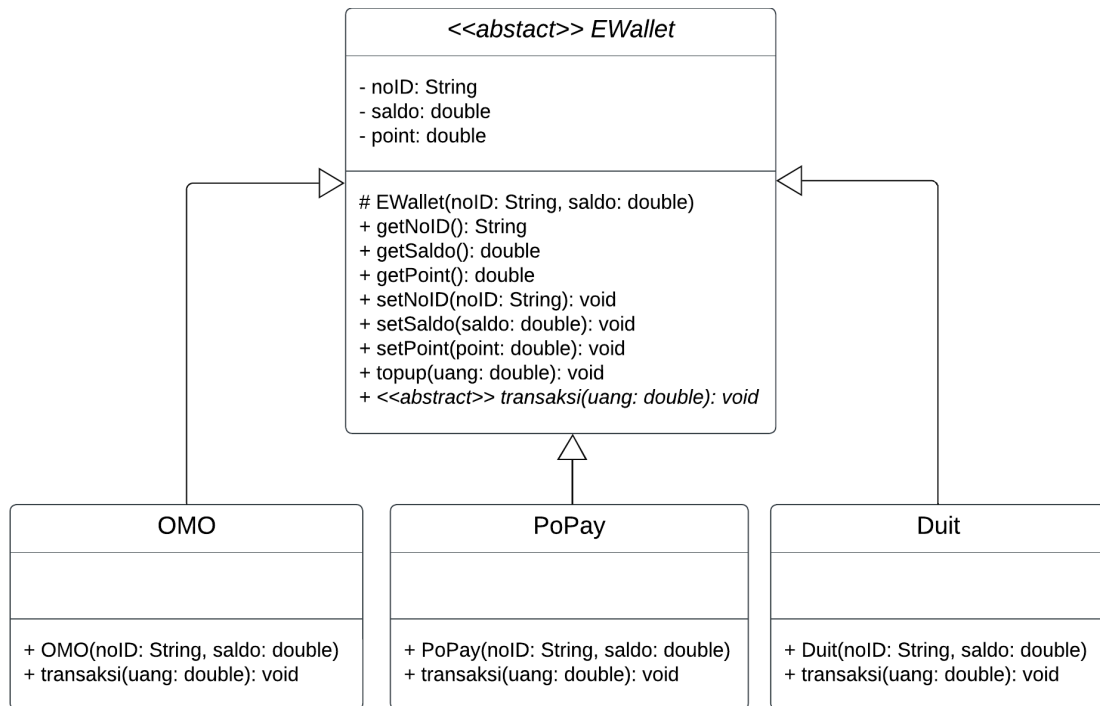 <<abstact>> EWallet
- noID: String
- saldo: double
- point: double
# EWallet(noID: String, saldo: double)
+ getNoID(): String
+ getSaldo(): double
+ getPoint(): double
+ setNoID(noID: String): void
+ setSaldo(saldo: double): void
+ setPoint(point: double): void
+ topup(uang: double): void
+ <<abstract>> transaksi(uang: double): void
OMO
+ OMO(noID: String, saldo: double)
+ transaksi(uang: double): void
PoPay
+ PoPay(noID: String, saldo: double)
+ transaksi(uang: double): void
Duit
+ Duit(noID: String, saldo: double)
+ transaksi(uang: double): void